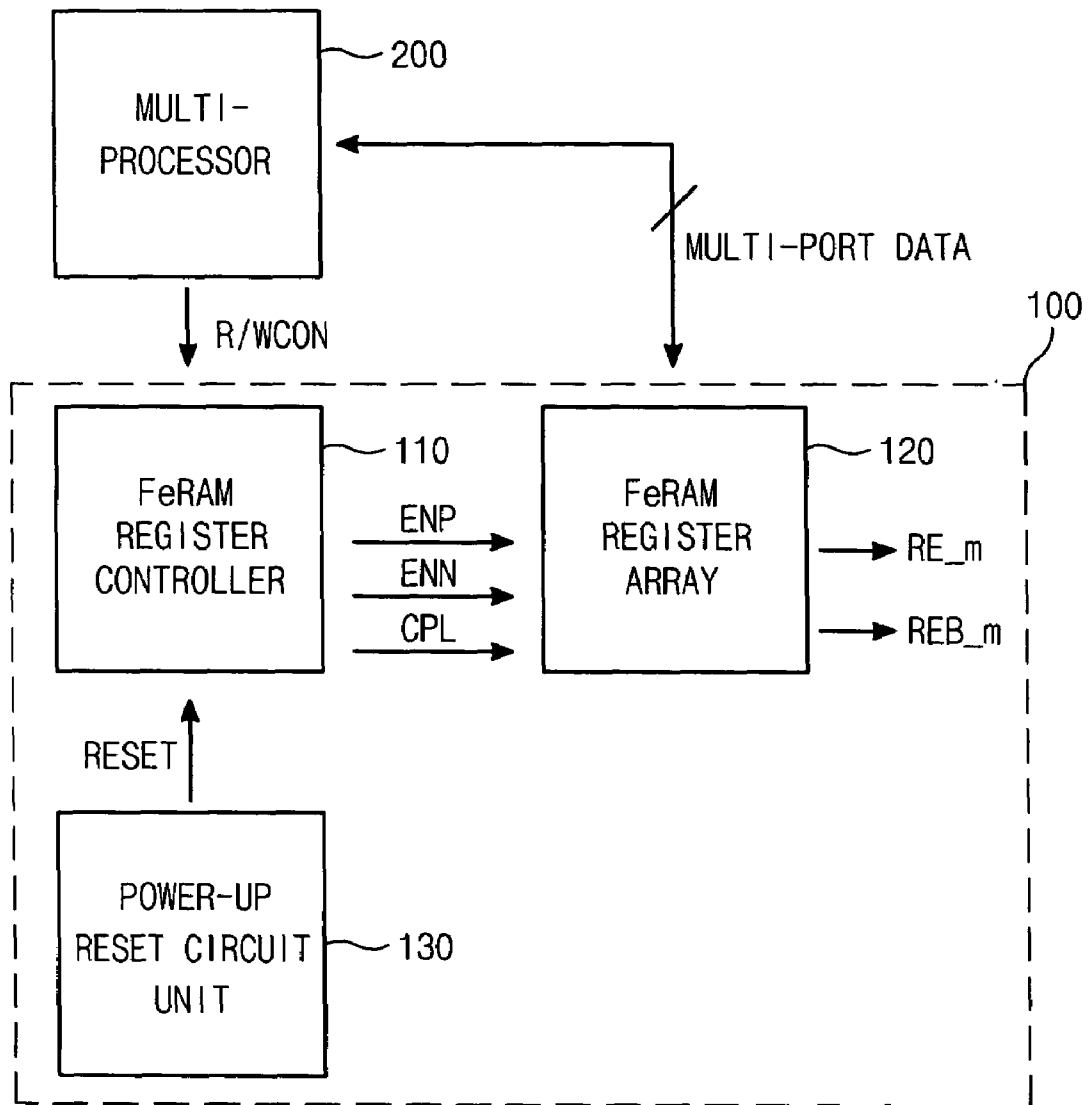 200
MULTI-
PROCESSOR
MULTI-PORT DATA
R/WCON
100
110
120
FeRAM
REGISTER
CONTROLLER
ENP
ENN
CPL
FeRAM
REGISTER
ARRAY
RE_m
REB_m
RESET
POWER-UP
RESET CIRCUIT
UNIT
130